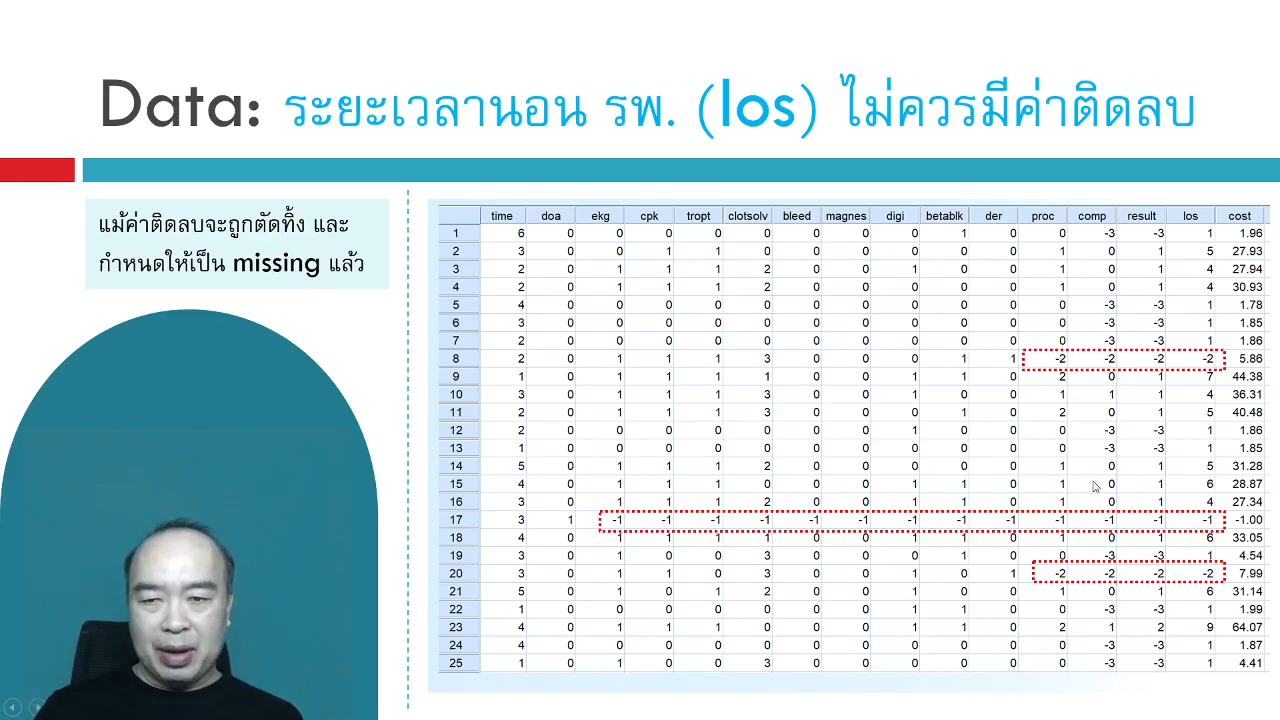 Data: ระยะเวลานอน รพ. (los) ไม่ควรมีค่าติดลบ
แม้ค่าติดลบจะถูกตัดทิ้ง และ
กำหนดให้เป็น missing แล้ว
time doa ekg cpk tropt clotsolv bleed magnes digi betablk der proc comp result los cost
1 6 0 0 0 0 0 0 0 0 1 0 0 -3 -3 1 1.96
2 3 0 0 1 1 0 0 0 0 0 0 1 0 1 5 27.93
3 2 0 1 1 1 2 0 0 1 0 0 1 0 1 4 27.94
4 2 0 1 1 1 2 0 0 0 0 0 1 0 1 4 30.93
5 4 0 0 0 0 0 0 0 0 0 0 0 -3 -3 1 1.78
6 3 0 0 0 0 0 0 0 0 0 0 0 -3 -3 1 1.85
7 2 0 0 0 0 0 0 0 0 0 0 0 -3 -3 1 1.86
8 2 0 1 1 1 3 0 0 0 1 1 -2 -2 -2 -2 5.86
9 1 0 1 1 1 1 0 0 1 1 0 2 0 1 7 44.38
10 3 0 1 1 1 3 0 0 1 0 0 1 1 1 4 36.31
11 2 0 1 1 1 3 0 0 0 1 0 2 0 1 5 40.48
12 2 0 0 0 0 0 0 0 1 0 0 0 -3 -3 1 1.86
13 1 0 0 0 0 0 0 0 0 0 0 0 -3 -3 1 1.85
14 5 0 1 1 1 2 0 0 0 0 0 1 0 1 5 31.28
15 4 0 1 1 1 0 0 0 1 1 0 1 0 1 6 28.87
16 3 0 1 1 1 2 0 0 1 1 0 1 0 1 4 27.34
17 3 1 -1 -1 -1 -1 -1 -1 -1 -1 -1 -1 -1 -1 -1 -1.00
18 4 0 1 1 1 1 0 0 1 1 0 1 0 1 6 33.05
19 3 0 1 0 0 3 0 0 0 1 0 0 -3 -3 1 4.54
20 3 0 1 1 0 3 0 0 1 0 1 -2 -2 -2 -2 7.99
21 5 0 1 0 1 2 0 0 1 0 0 1 0 1 6 31.14
22 1 0 0 0 0 0 0 0 1 1 0 0 -3 -3 1 1.99
23 4 0 1 1 1 3 0 0 1 1 0 2 1 2 9 64.07
24 4 0 0 0 0 0 0 0 0 0 0 0 -3 -3 1 1.87
25 1 0 1 0 0 3 0 0 0 0 0 0 -3 -3 1 4.41